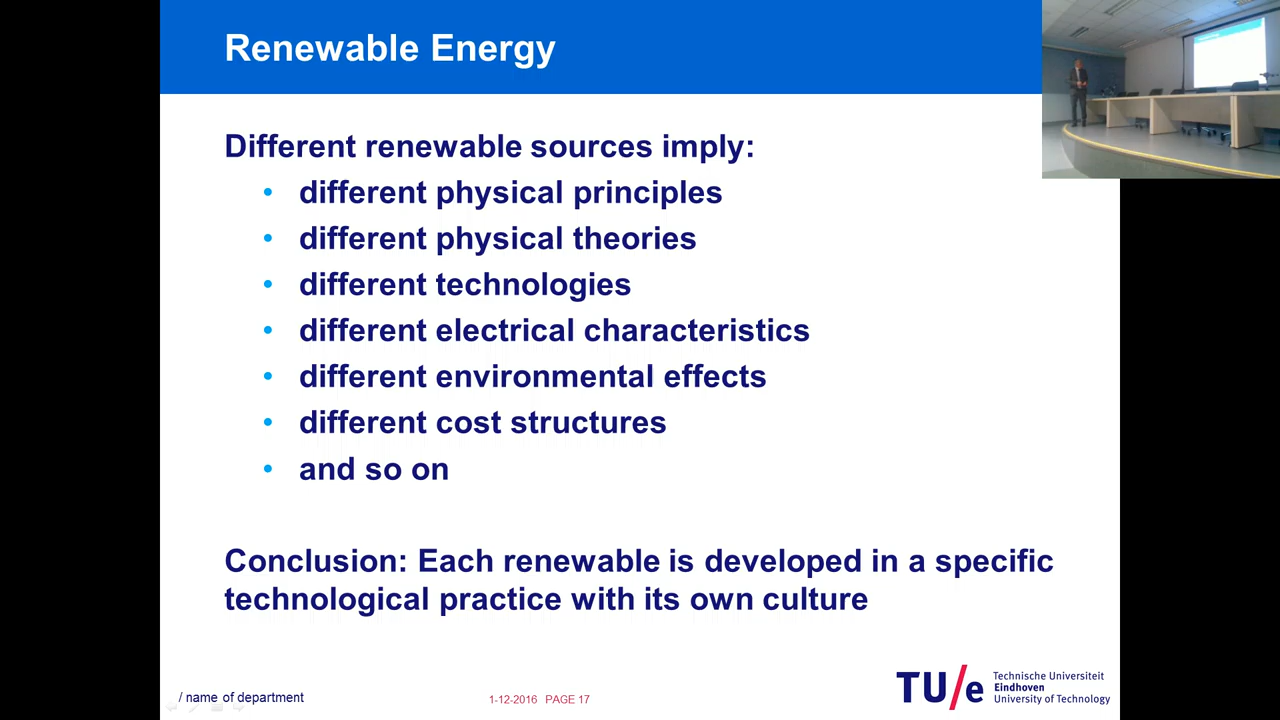 Renewable Energy
Different renewable sources imply:
• different physical principles
• different physical theories
• different technologies
• different electrical characteristics
• different environmental effects
• different cost structures
• and so on
Conclusion: Each renewable is developed in a specific
technological practice with its own culture
/ name of department
1-12-2016 PAGE 17
TU/e
Technische Universiteit
Eindhoven
University of Technology